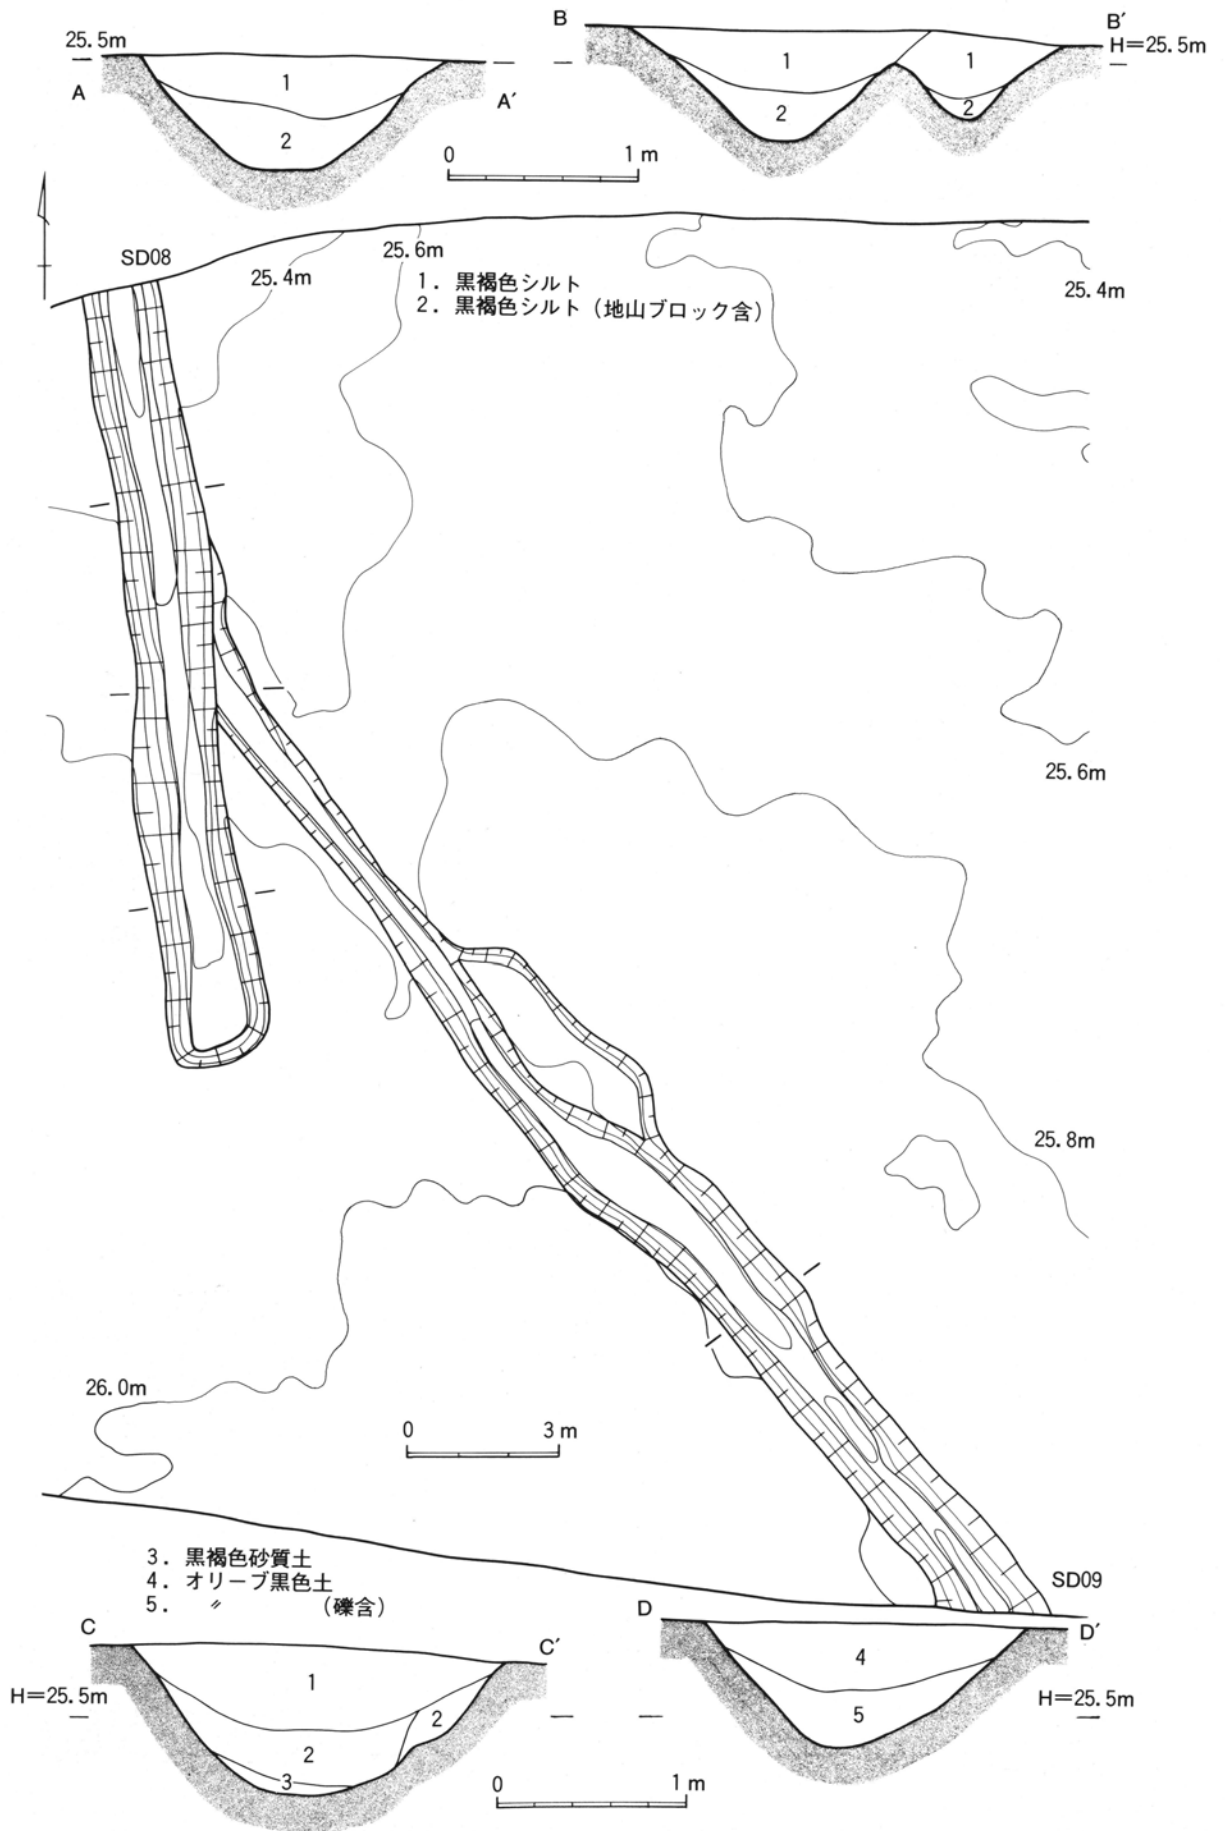 25.5m
A
A′
1
2
B
B′
H=25.5m
1
1
2
2
0 1 m
SD08
25.4m
25.6m
25.4m
1. 黒褐色シルト
2. 黒褐色シルト（地山ブロック含）
25.6m
25.8m
26.0m
0 3 m
SD09
3. 黒褐色砂質土
4. オリーブ黒色土
5. 〃 （礫含）
C
C′
H=25.5m
1
2
2
3
D
D′
H=25.5m
4
5
0 1 m